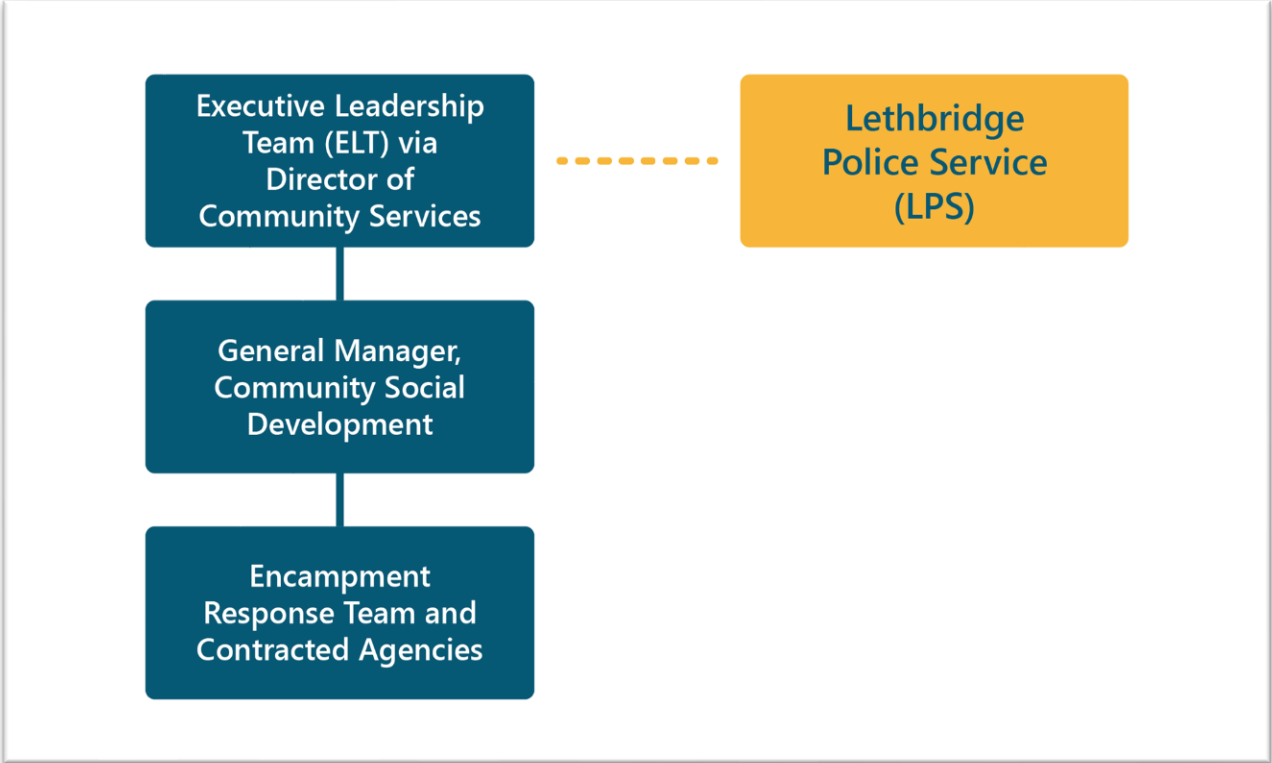 Executive Leadership
Team (ELT) via
Director of
Community Services
Lethbridge
Police Service
(LPS)
General Manager,
Community Social
Development
Encampment
Response Team and
Contracted Agencies